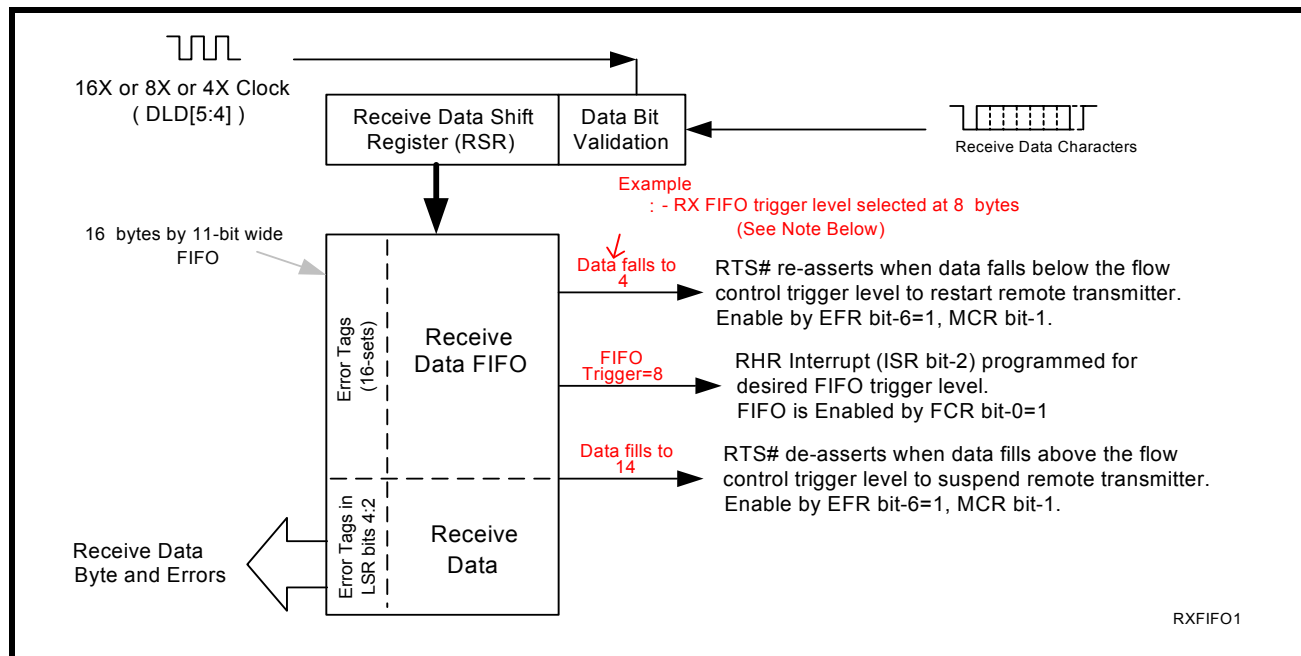 16X or 8X or 4X Clock
( DLD[5:4] )
Receive Data Shift
Register (RSR)
Data Bit
Validation
Receive Data Characters
Example
: - RX FIFO trigger level selected at 8 bytes
(See Note Below)
16 bytes by 11-bit wide
FIFO
Error Tags
(16-sets)
Receive
Data FIFO
Data falls to
4
RTS# re-asserts when data falls below the flow
control trigger level to restart remote transmitter.
Enable by EFR bit-6=1, MCR bit-1.
FIFO
Trigger=8
RHR Interrupt (ISR bit-2) programmed for
desired FIFO trigger level.
FIFO is Enabled by FCR bit-0=1
Data fills to
14
RTS# de-asserts when data fills above the flow
control trigger level to suspend remote transmitter.
Enable by EFR bit-6=1, MCR bit-1.
Error Tags in
LSR bits 4:2
Receive
Data
Receive Data
Byte and Errors
RXFIFO1